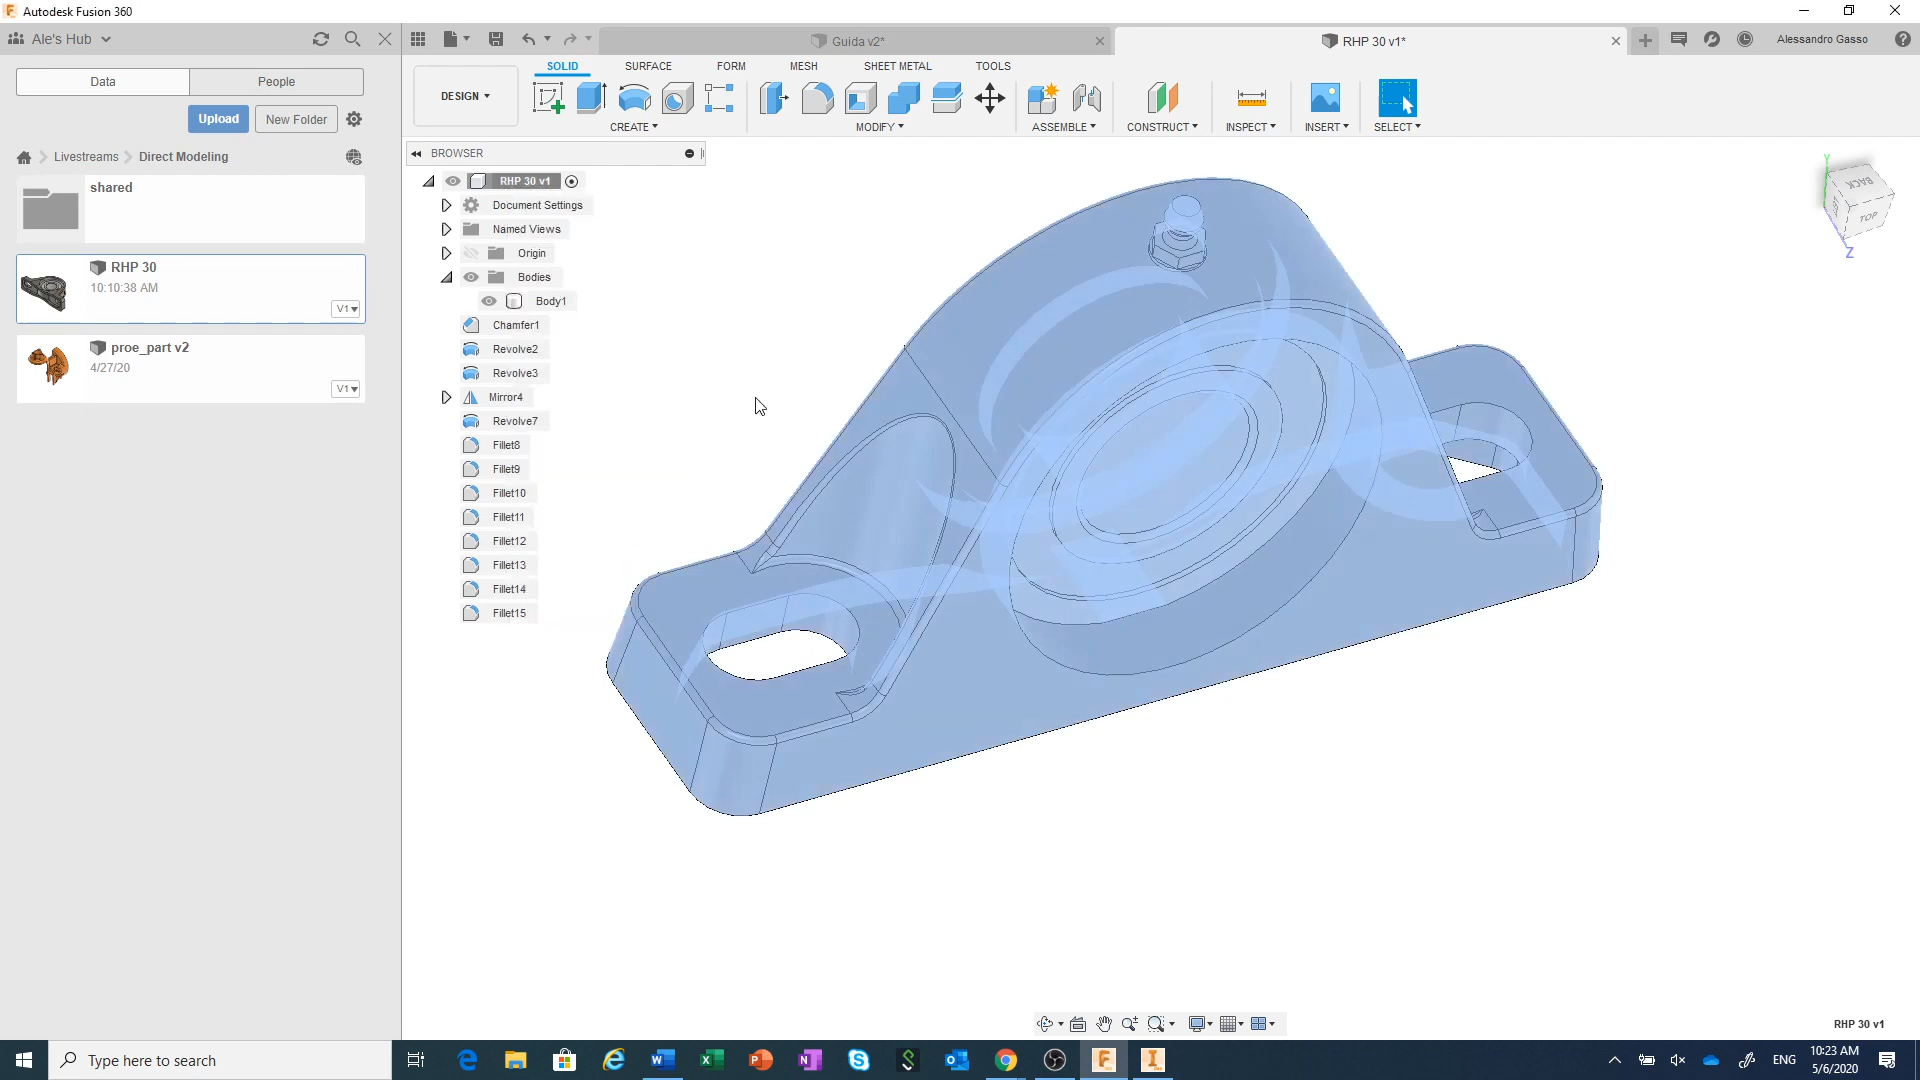 Autodesk Fusion 360
Ale's Hub
Guida v2*
RHP 30 v1*
Alessandro Gasso
Data
People
Upload
New Folder
Livestreams
Direct Modeling
shared
RHP 30
10:10:38 AM
V1
proe_part v2
4/27/20
V1
SOLID
SURFACE
FORM
MESH
SHEET METAL
TOOLS
DESIGN
CREATE
MODIFY
ASSEMBLE
CONSTRUCT
INSPECT
INSERT
SELECT
BROWSER
RHP 30 v1
Document Settings
Named Views
Origin
Bodies
Body1
Chamfer1
Revolve2
Revolve3
Mirror4
Revolve7
Fillet8
Fillet9
Fillet10
Fillet11
Fillet12
Fillet13
Fillet14
Fillet15
Y
BACK
TOP
Z
RHP 30 v1
Type here to search
ENG
10:23 AM
5/6/2020